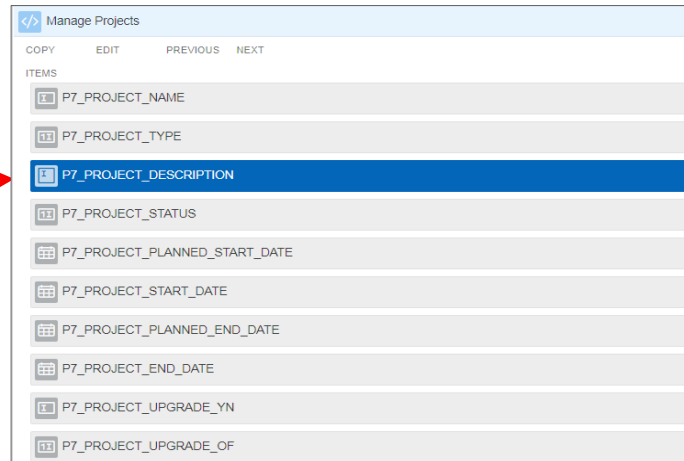 Manage Projects
COPY EDIT PREVIOUS NEXT
ITEMS
P7_PROJECT_NAME
P7_PROJECT_TYPE
P7_PROJECT_DESCRIPTION
P7_PROJECT_STATUS
P7_PROJECT_PLANNED_START_DATE
P7_PROJECT_START_DATE
P7_PROJECT_PLANNED_END_DATE
P7_PROJECT_END_DATE
P7_PROJECT_UPGRADE_YN
P7_PROJECT_UPGRADE_OF